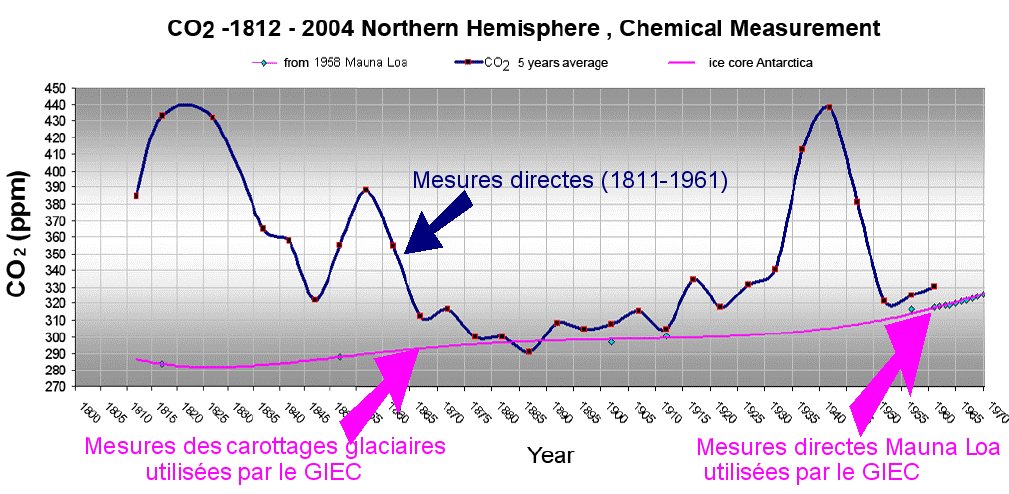 CO2 -1812 - 2004 Northern Hemisphere , Chemical Measurement
from 1958 Mauna Loa
CO2 5 years average
ice core Antarctica
450
440
430
420
410
400
390
380
370
360
350
340
330
320
310
300
290
280
270
CO2 (ppm)
Mesures directes (1811-1961)
1800 1805 1810 1815 1820 1825 1830 1835 1840 1845 1860 1865 1870 1875 1880 1885 1890 1895 1900 1905 1910 1915 1920 1925 1930 1935 1940 1955 1960 1965 1970
Mesures des carottages glaciaires
utilisées par le GIEC
Year
Mesures directes Mauna Loa
utilisées par le GIEC